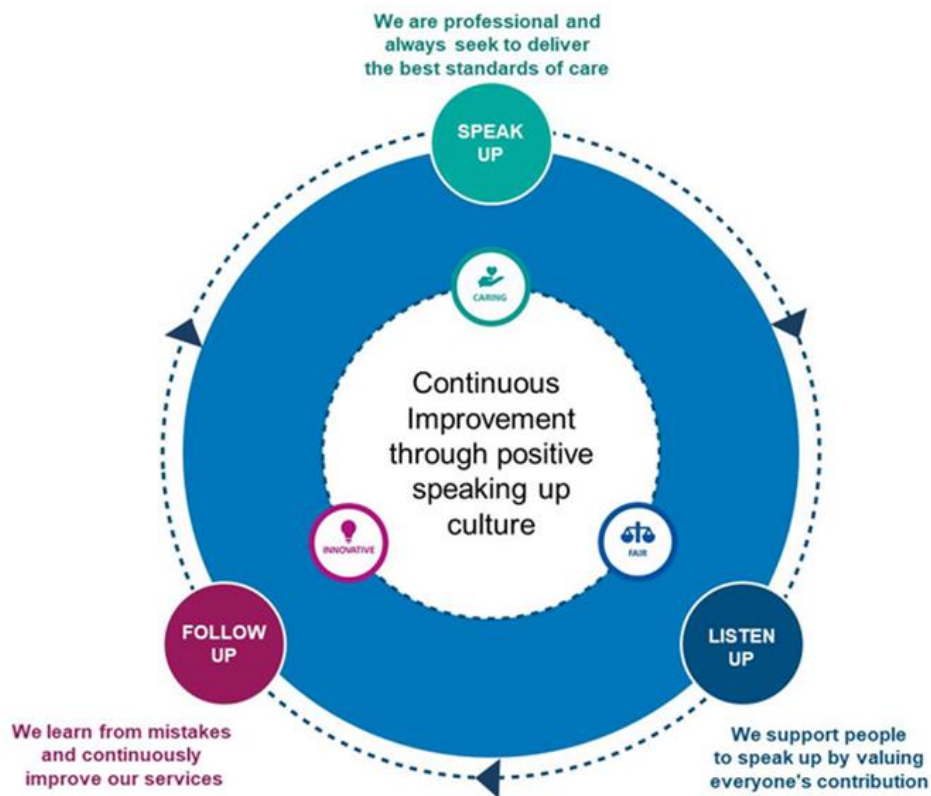 We are professional and
always seek to deliver
the best standards of care
SPEAK
UP
CARING
Continuous
Improvement
through positive
speaking up
culture
INNOVATIVE
FAIR
FOLLOW
UP
LISTEN
UP
We learn from mistakes
and continuously
improve our services
We support people
to speak up by valuing
everyone's contribution